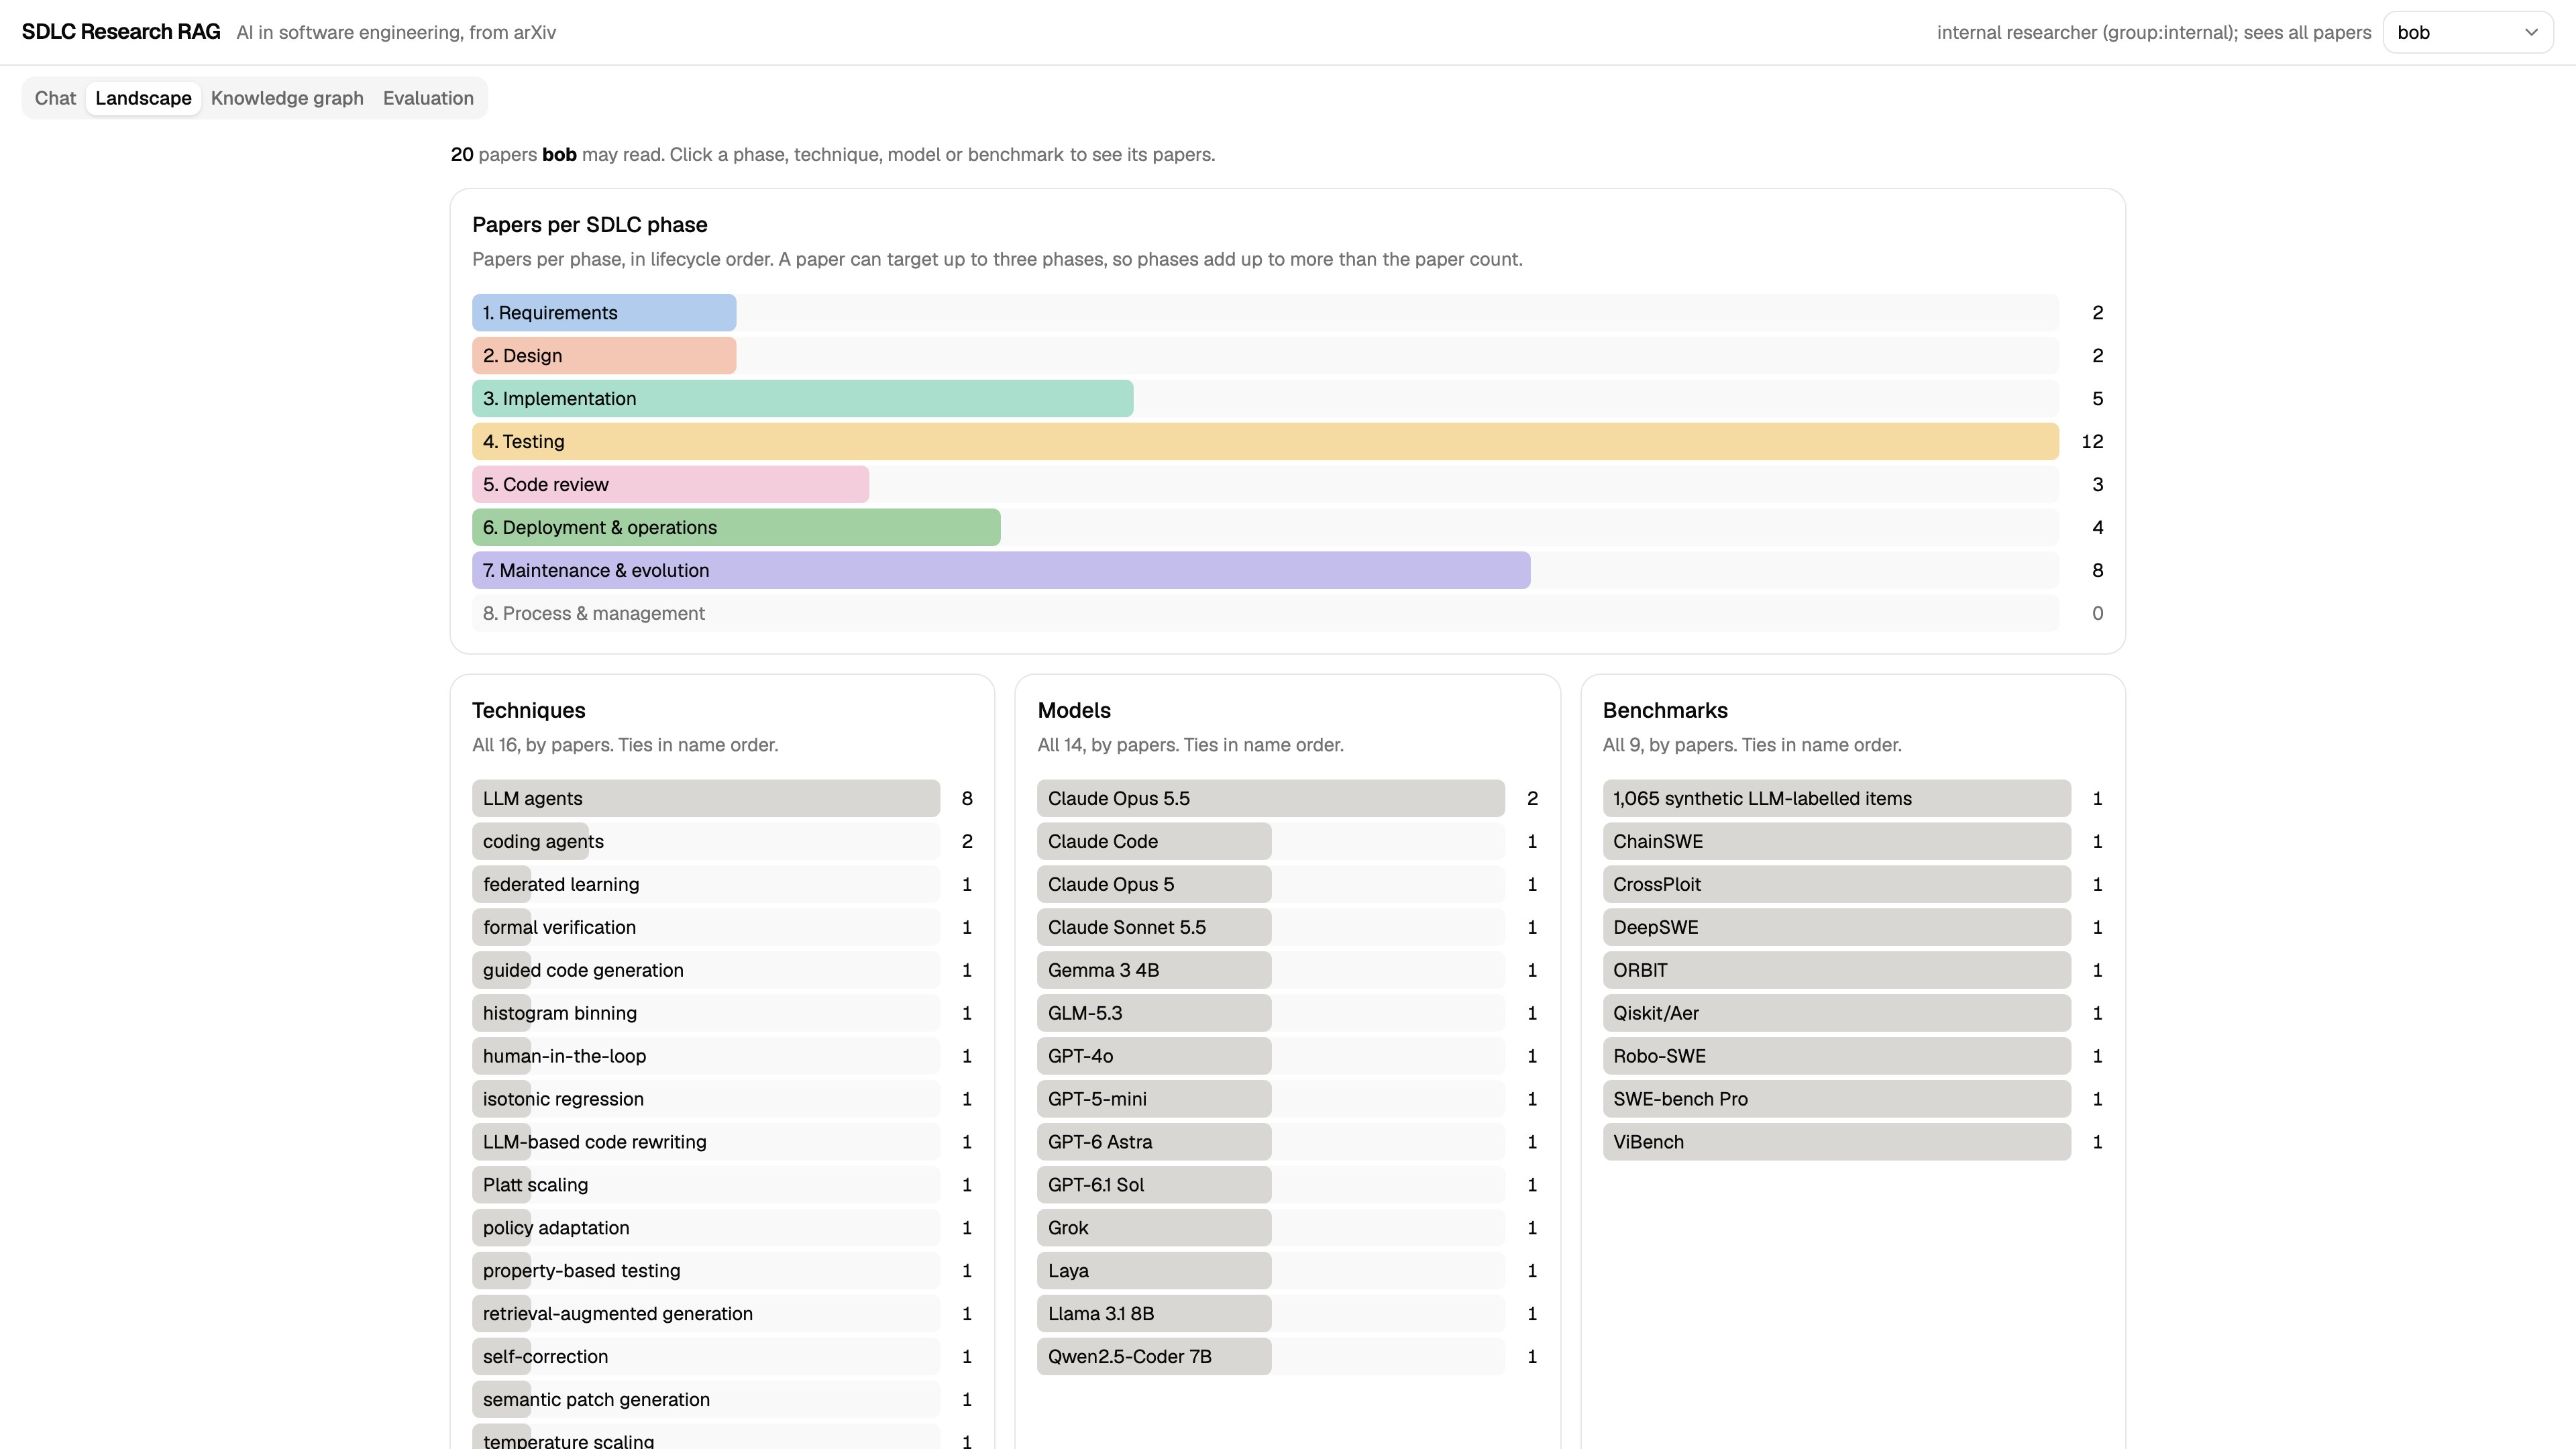 SDLC Research RAG AI in software engineering, from arXiv internal researcher (group:internal); sees all papers bob
Chat Landscape Knowledge graph Evaluation
20 papers bob may read. Click a phase, technique, model or benchmark to see its papers.
Papers per SDLC phase
Papers per phase, in lifecycle order. A paper can target up to three phases, so phases add up to more than the paper count.
1. Requirements 2
2. Design 2
3. Implementation 5
4. Testing 12
5. Code review 3
6. Deployment & operations 4
7. Maintenance & evolution 8
8. Process & management 0
Techniques
All 16, by papers. Ties in name order.
LLM agents 8
coding agents 2
federated learning 1
formal verification 1
guided code generation 1
histogram binning 1
human-in-the-loop 1
isotonic regression 1
LLM-based code rewriting 1
Platt scaling 1
policy adaptation 1
property-based testing 1
retrieval-augmented generation 1
self-correction 1
semantic patch generation 1
temperature scaling 1
Models
All 14, by papers. Ties in name order.
Claude Opus 5.5 2
Claude Code 1
Claude Opus 5 1
Claude Sonnet 5.5 1
Gemma 3 4B 1
GLM-5.3 1
GPT-4o 1
GPT-5-mini 1
GPT-6 Astra 1
GPT-6.1 Sol 1
Grok 1
Laya 1
Llama 3.1 8B 1
Qwen2.5-Coder 7B 1
Benchmarks
All 9, by papers. Ties in name order.
1,065 synthetic LLM-labelled items 1
ChainSWE 1
CrossPloit 1
DeepSWE 1
ORBIT 1
Qiskit/Aer 1
Robo-SWE 1
SWE-bench Pro 1
ViBench 1